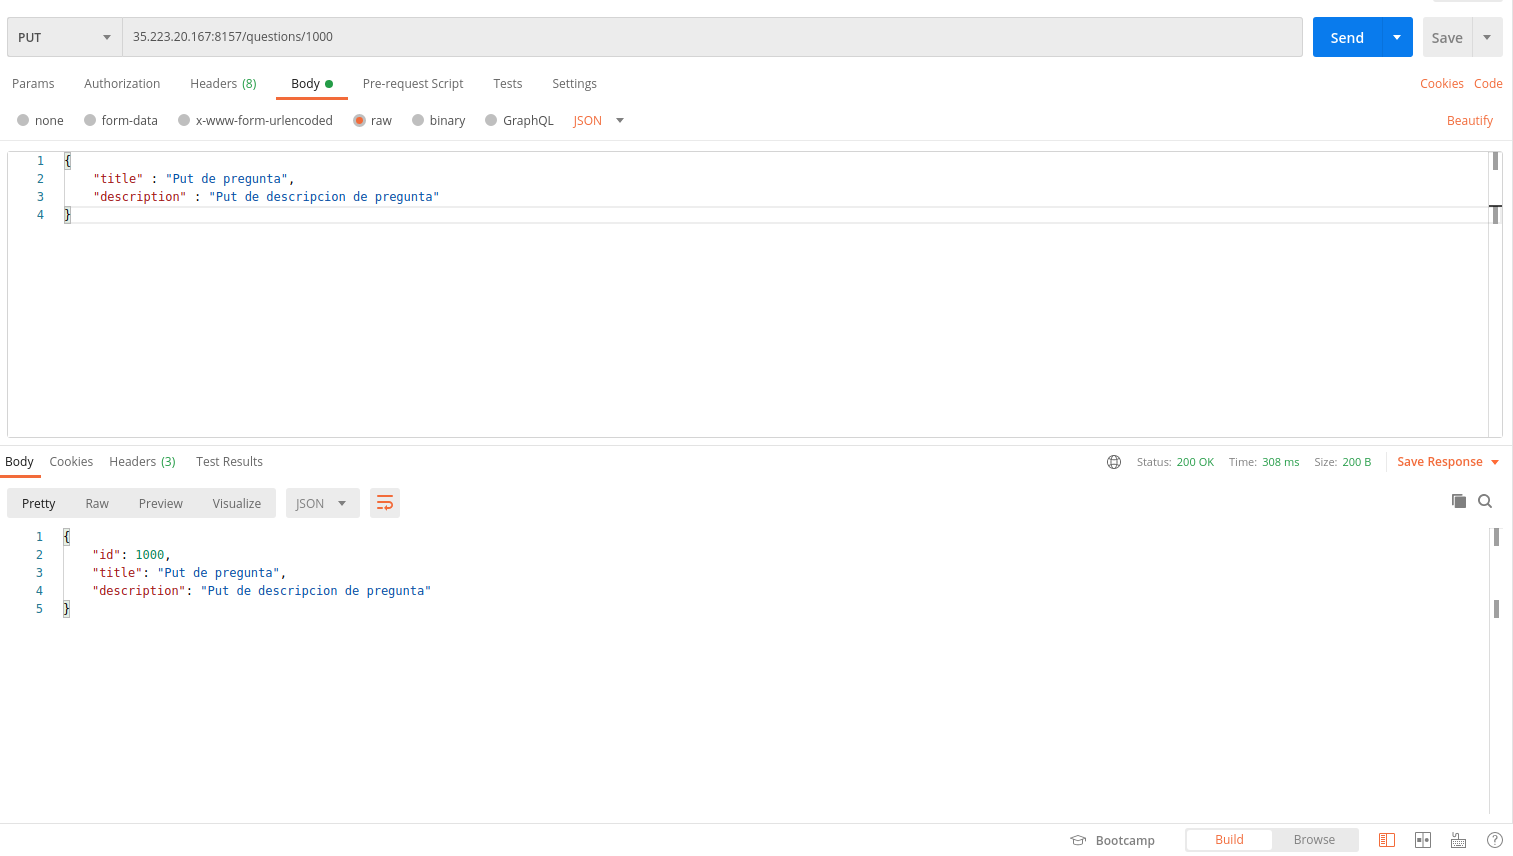 PUT 35.223.20.167:8157/questions/1000 Send Save
Params Authorization Headers (8) Body Pre-request Script Tests Settings Cookies Code
none form-data x-www-form-urlencoded raw binary GraphQL JSON Beautify
1 {
2 "title" : "Put de pregunta",
3 "description" : "Put de descripcion de pregunta"
4 }
Body Cookies Headers (3) Test Results Status: 200 OK Time: 308 ms Size: 200 B Save Response
Pretty Raw Preview Visualize JSON
1 {
2 "id": 1000,
3 "title": "Put de pregunta",
4 "description": "Put de descripcion de pregunta"
5 }
Bootcamp Build Browse ?